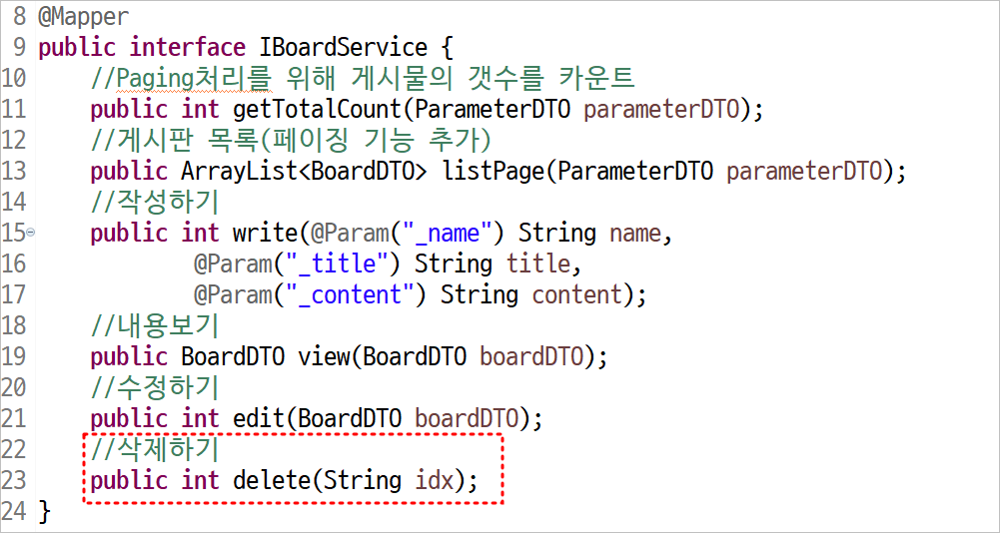 8 @Mapper
9 public interface IBoardService {
10 //Paging처리를 위해 게시물의 갯수를 카운트
11 public int getTotalCount(ParameterDTO parameterDTO);
12 //게시판 목록(페이징 기능 추가)
13 public ArrayList<BoardDTO> listPage(ParameterDTO parameterDTO);
14 //작성하기
15 public int write(@Param("_name") String name,
16 @Param("_title") String title,
17 @Param("_content") String content);
18 //내용보기
19 public BoardDTO view(BoardDTO boardDTO);
20 //수정하기
21 public int edit(BoardDTO boardDTO);
22 //삭제하기
23 public int delete(String idx);
24 }